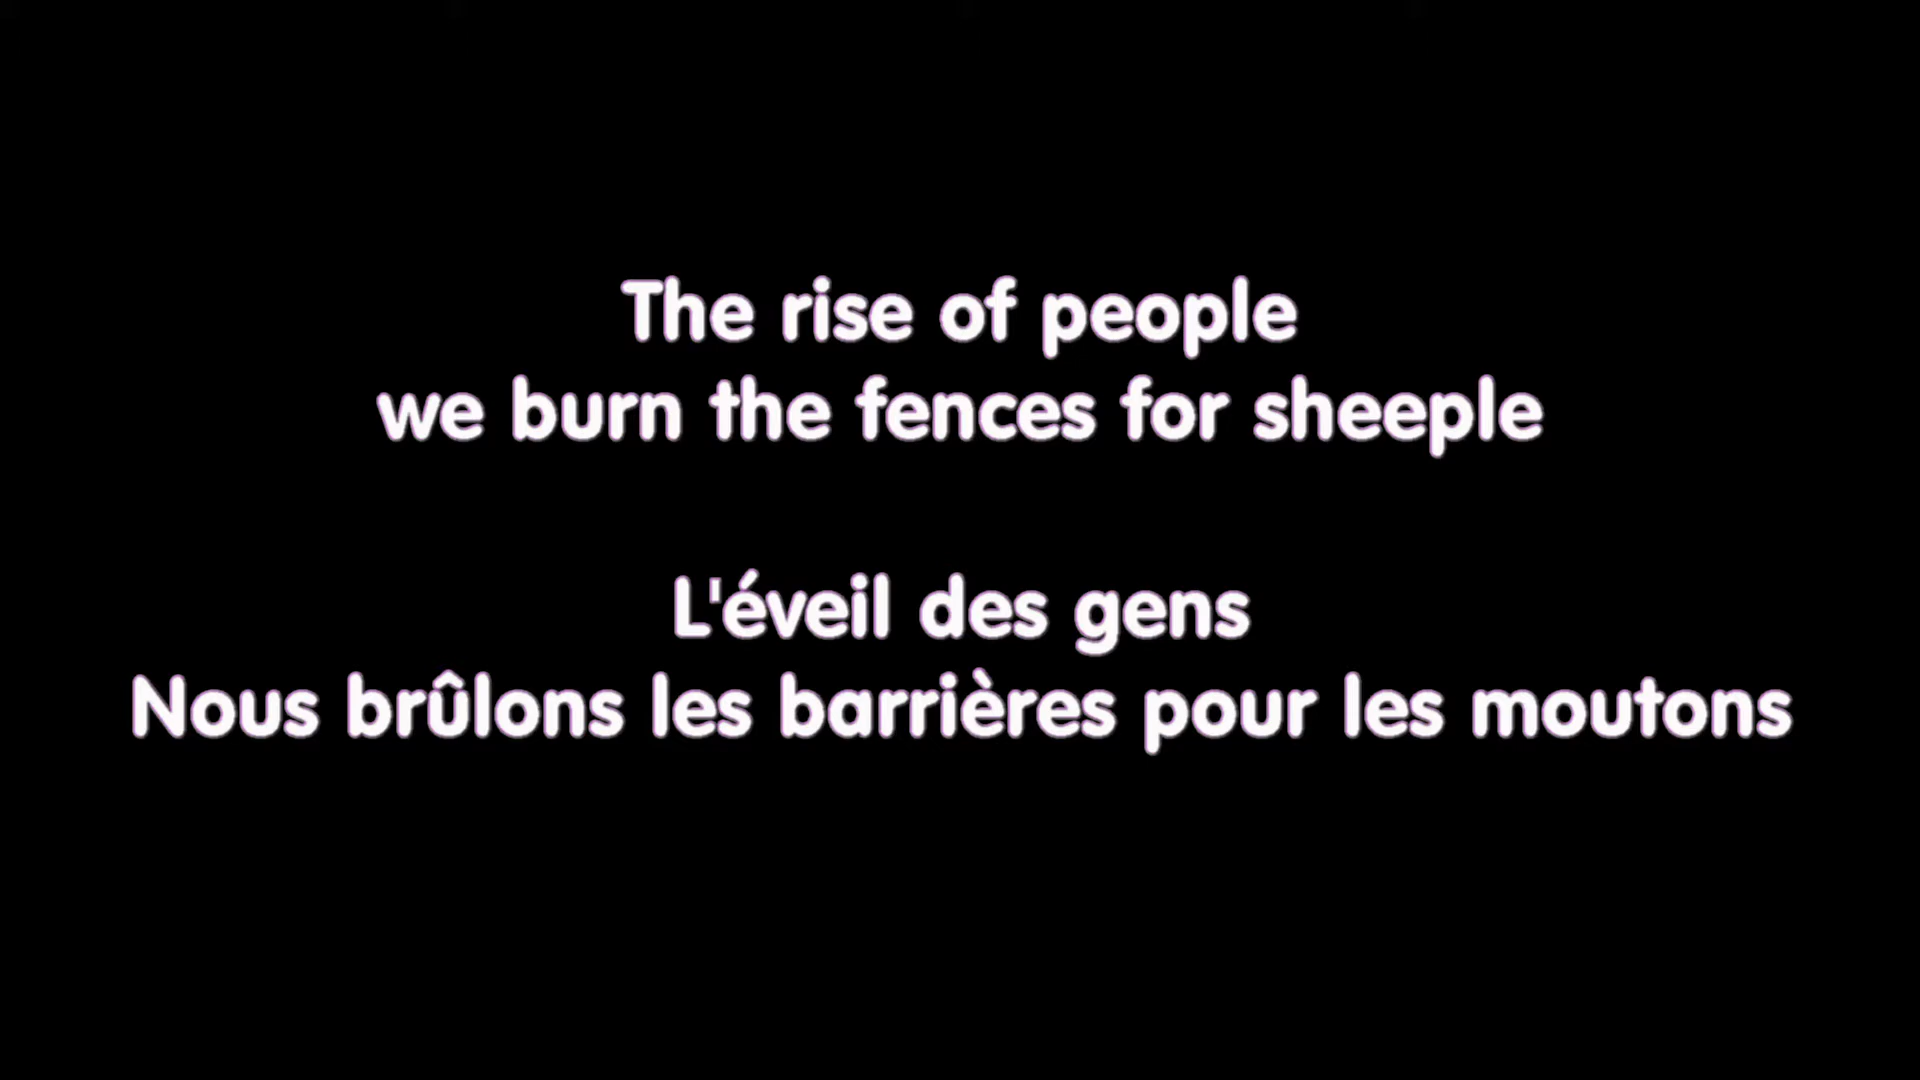 The rise of people
we burn the fences for sheeple
L'éveil des gens
Nous brûlons les barrières pour les moutons